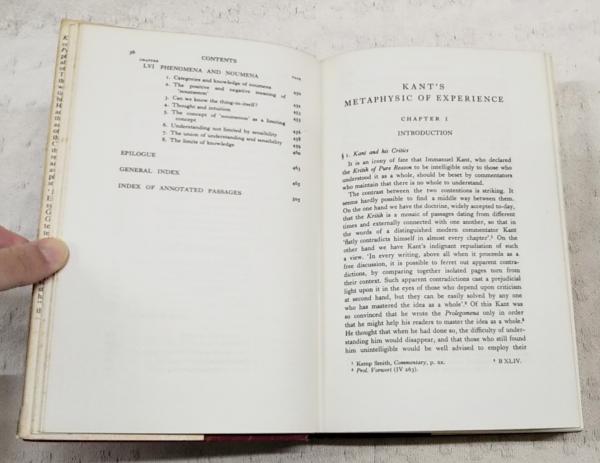 36 CONTENTS
CHAPTER PAGE
LVI PHENOMENA AND NOUMENA
1. Categories and knowledge of noumena
2. The positive and negative meaning of
'noumenon'
3. Can we know the thing-in-itself?
4. Thought and intuition
5. The concept of 'noumenon' as a limiting
concept
6. Understanding not limited by sensibility
7. The union of understanding and sensibility
8. The limits of knowledge
EPILOGUE
GENERAL INDEX 463
INDEX OF ANNOTATED PASSAGES
KANT'S
METAPHYSIC OF EXPERIENCE
CHAPTER I
INTRODUCTION
§ 1. Kant and his Critics
It is an irony of fate that Immanuel Kant, who declared
the Kritik of Pure Reason to be intelligible only to those who
understood it as a whole, should be beset by commentators
who maintain that there is no whole to understand.
The contrast between the two contentions is striking. It
seems hardly possible to find a middle way between them.
On the one hand we have the doctrine, widely accepted to-day,
that the Kritik is a mosaic of passages dating from different
times and externally connected with one another, so that in
the words of a distinguished modern commentator Kant
'flatly contradicts himself in almost every chapter'.¹ On the
other hand we have Kant's indignant repudiation of such
a view. 'In every writing, above all when it proceeds as a
free discussion, it is possible to ferret out apparent contra-
dictions, by comparing together isolated pages torn from
their context. Such apparent contradictions cast a prejudicial
light upon it in the eyes of those who depend upon criticism
at second hand, but they can be easily solved by any one
who has mastered the idea as a whole'.² Of this Kant was
so convinced that he wrote the Prolegomena only in order
that he might help his readers to master the idea as a whole.³
He thought that when he had done so, the difficulty of under-
standing him would disappear, and that those who still found
him unintelligible would be well advised to employ their
¹ Kemp Smith, Commentary, p. xx. ² B XLIV.
³ Prol. Vorwort (IV 263).